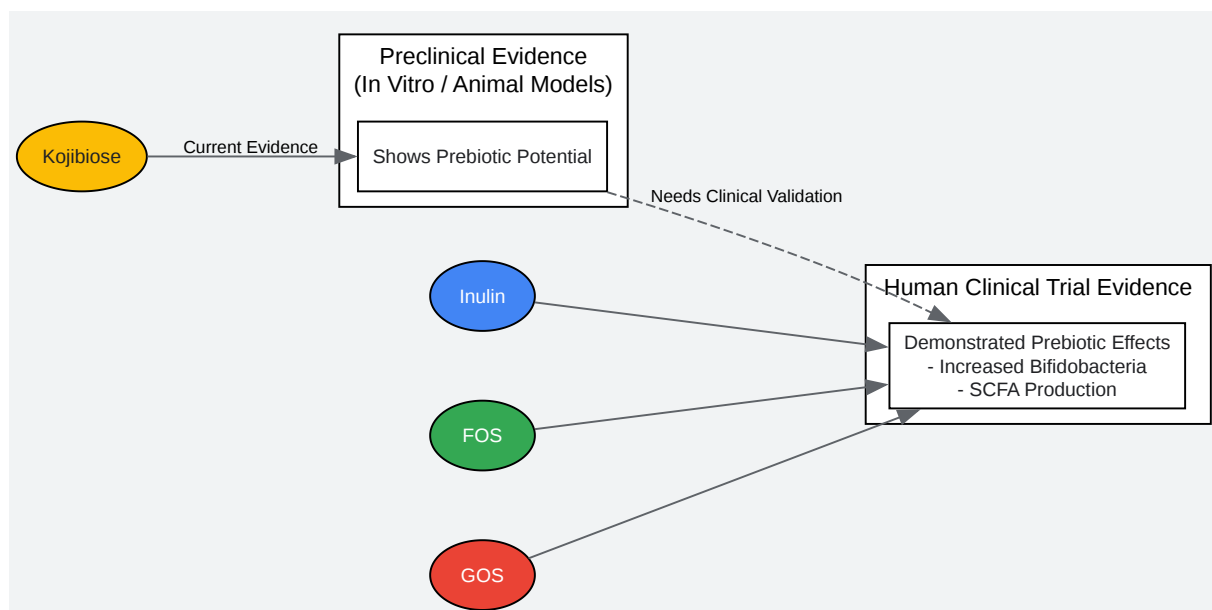 Preclinical Evidence
(In Vitro / Animal Models)
Kojibiose
Current Evidence
Shows Prebiotic Potential
Needs Clinical Validation
Inulin
Human Clinical Trial Evidence
Demonstrated Prebiotic Effects
- Increased Bifidobacteria
- SCFA Production
FOS
GOS